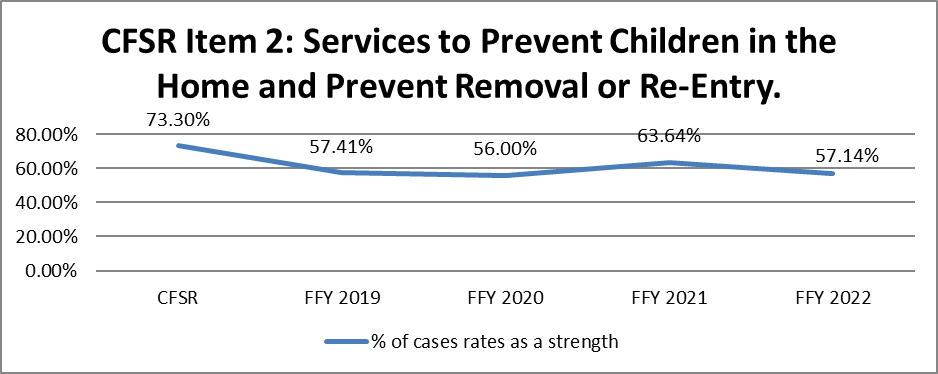 CFSR Item 2: Services to Prevent Children in the
Home and Prevent Removal or Re-Entry.
73.30%
57.41%
56.00%
63.64%
57.14%
80.00%
60.00%
40.00%
20.00%
0.00%
CFSR
FFY 2019
FFY 2020
FFY 2021
FFY 2022
% of cases rates as a strength